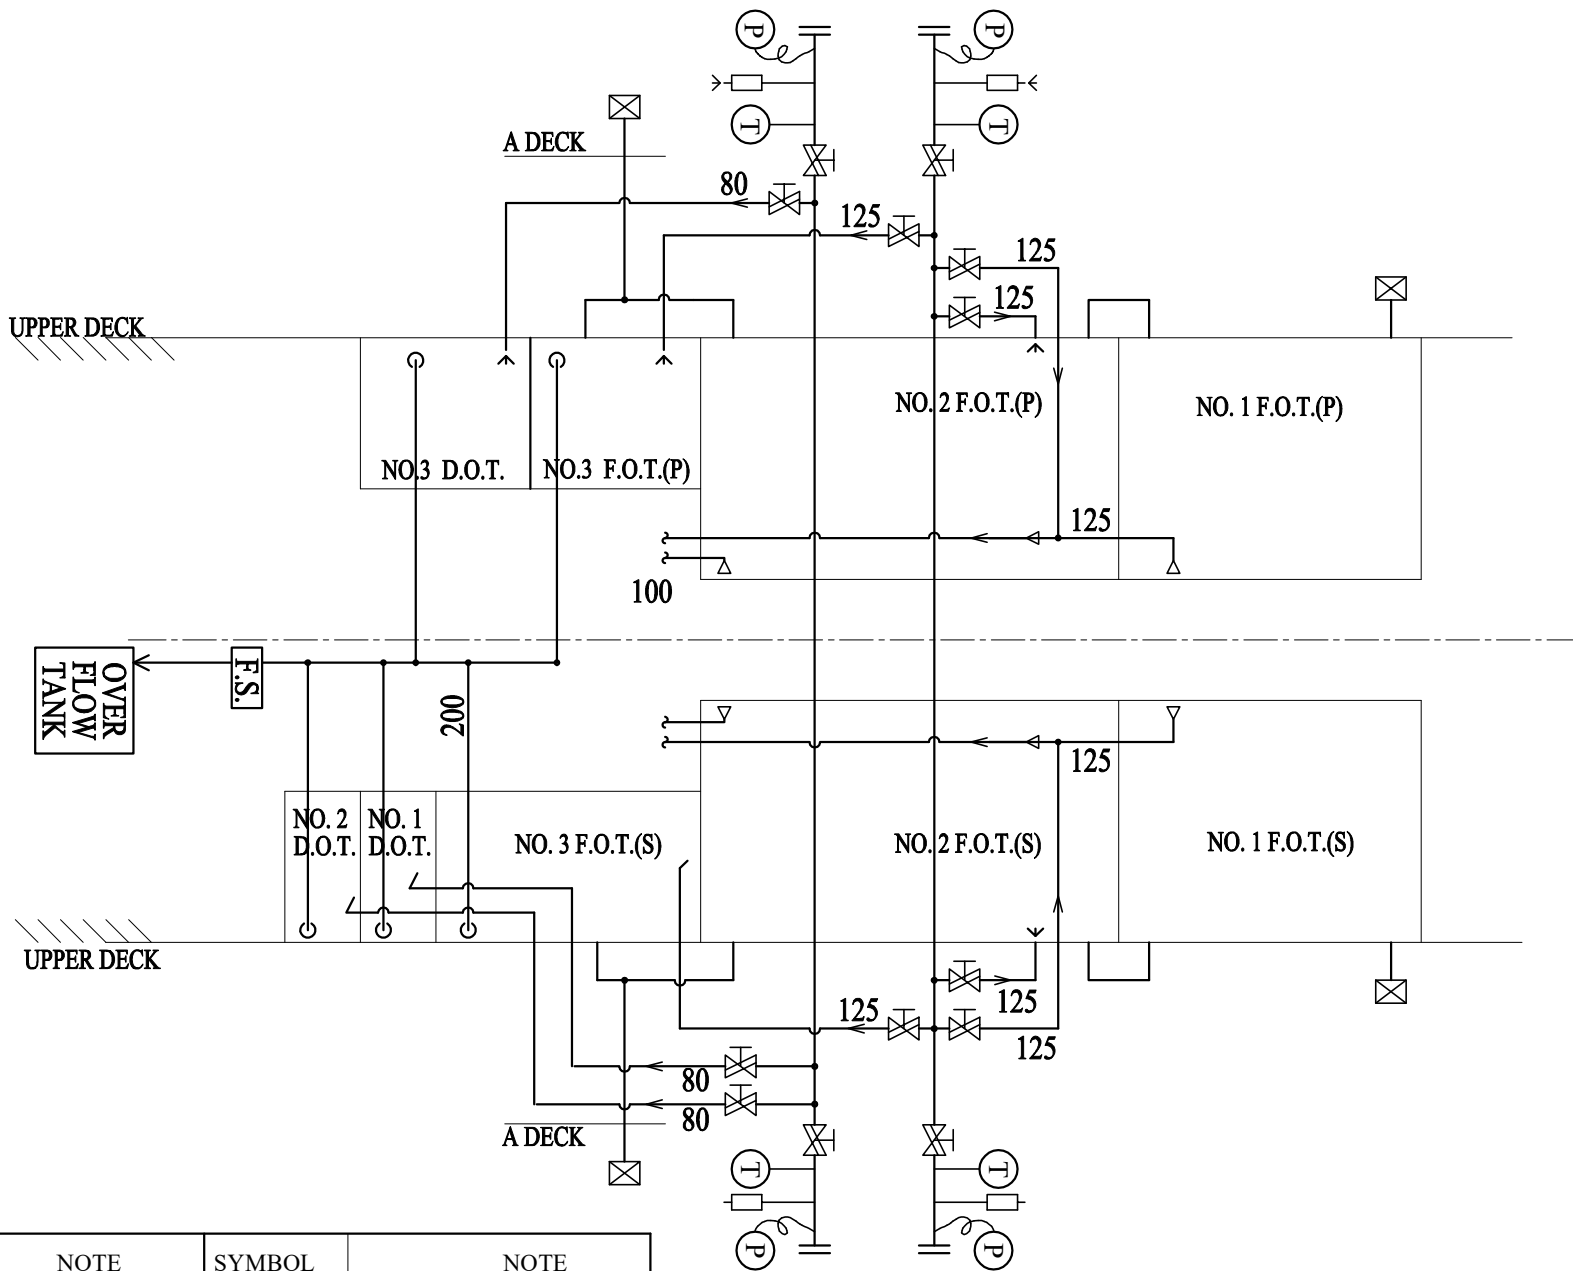 P
P
T
T
A DECK
80
125
125
125
UPPER DECK
NO. 2 F.O.T.(P)
NO. 1 F.O.T.(P)
NO.3 D.O.T.
NO.3 F.O.T.(P)
125
100
OVER
FLOW
TANK
F.S.
200
125
NO. 2
D.O.T.
NO. 1
D.O.T.
NO. 3 F.O.T.(S)
NO. 2 F.O.T.(S)
NO. 1 F.O.T.(S)
UPPER DECK
125
125
125
80
80
A DECK
T
T
P
P
NOTE
SYMBOL
NOTE